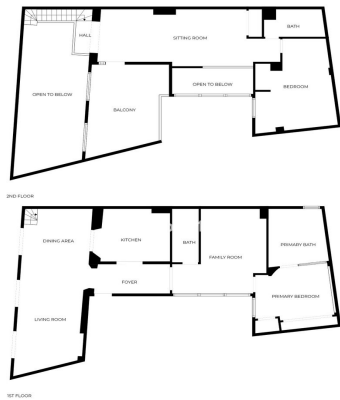 HALL
BATH
SITTING ROOM
OPEN TO BELOW
BEDROOM
OPEN TO BELOW
BALCONY
2ND FLOOR
DINING AREA
KITCHEN
BATH
PRIMARY BATH
FAMILY ROOM
FOYER
PRIMARY BEDROOM
LIVING ROOM
1ST FLOOR